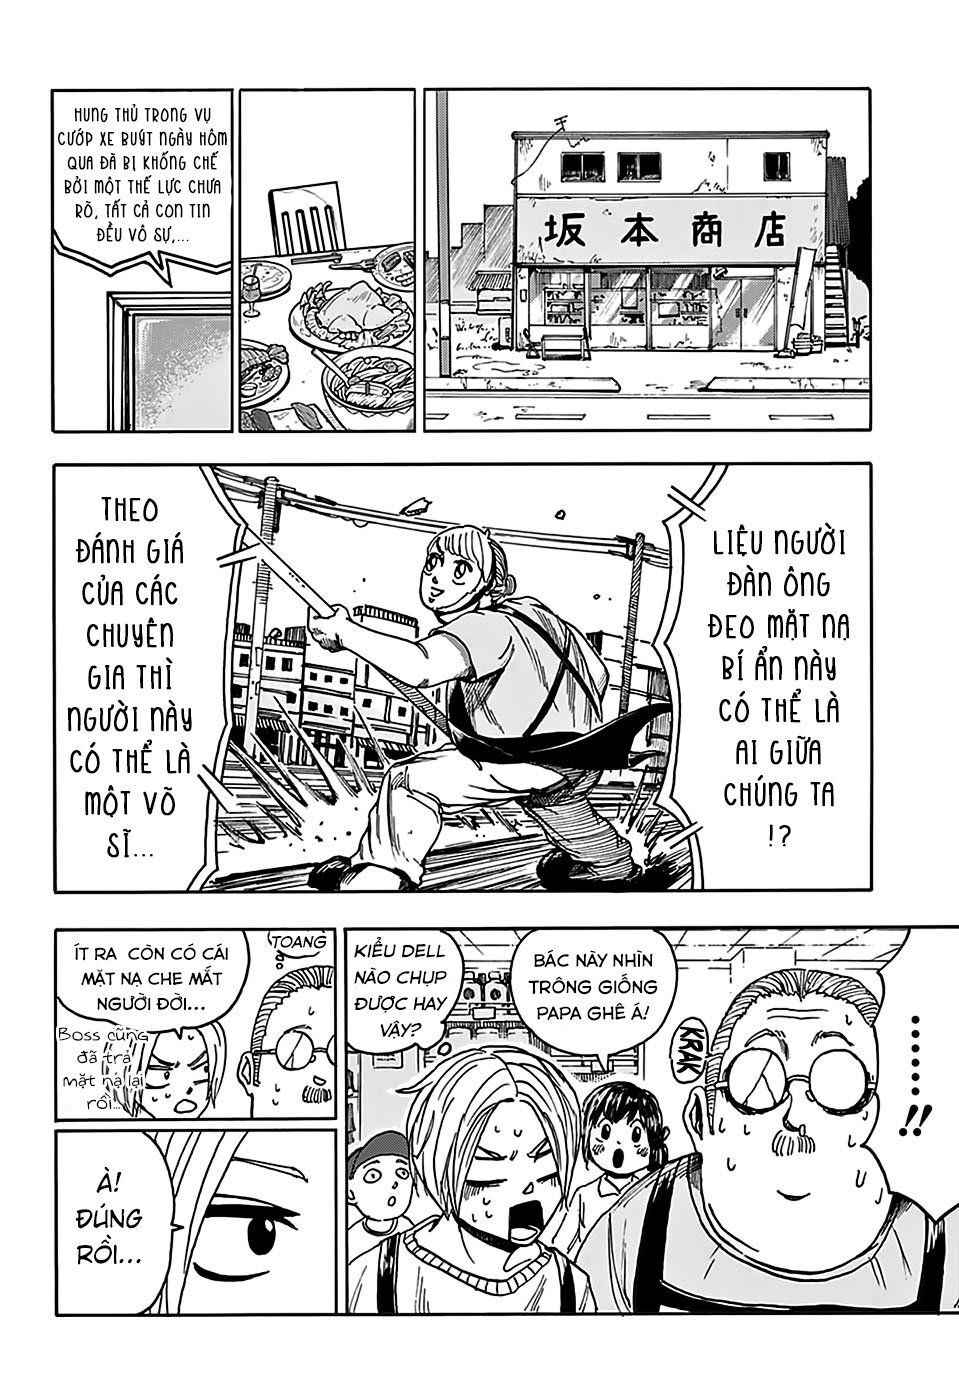 坂本商店
HUNG THỦ TRONG VỤ
CƯỚP XE BUÝT NGÀY HÔM
QUA ĐÃ BỊ KHỐNG CHẾ
BỞI MỘT THẾ LỰC CHƯA
RÕ, TẤT CẢ CON TIN
ĐỀU VÔ SỰ,...
LIỆU NGƯỜI
ĐÀN ÔNG
ĐEO MẶT NẠ
BÍ ẨN NÀY
CÓ THỂ LÀ
AI GIỮA
CHÚNG TA
!?
THEO
ĐÁNH GIÁ
CỦA CÁC
CHUYÊN
GIA THÌ
NGƯỜI NÀY
CÓ THỂ LÀ
MỘT VÕ
SĨ...
......!!
KRAK
BÁC NÀY NHÌN
TRÔNG GIỐNG
PAPA GHÊ Á!
KIỂU DELL
NÀO CHỤP
ĐƯỢC HAY
VẬY?
TOANG
ÍT RA CÒN CÓ CÁI
MẶT NẠ CHE MẮT
NGƯỜI ĐỜI...
Boss cũng
đã trả
mặt nạ lại
rồi...
À!
ĐÚNG
RỒI...